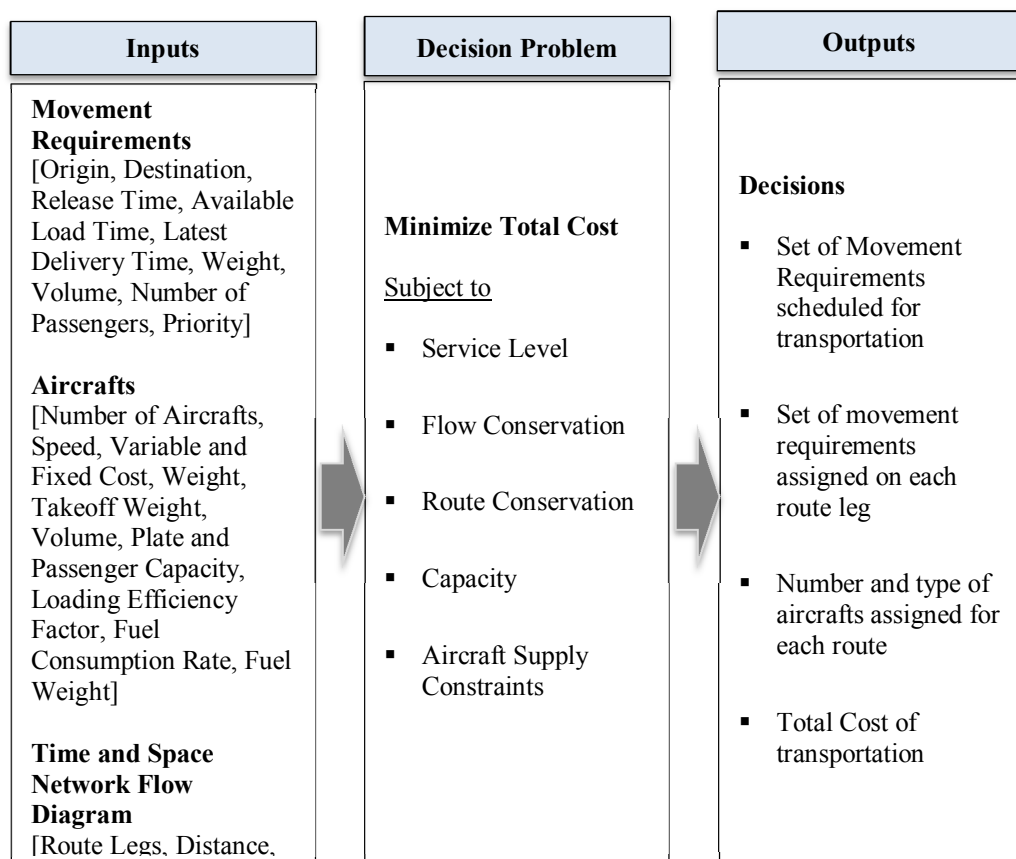 Inputs
Movement
Requirements
[Origin, Destination,
Release Time, Available
Load Time, Latest
Delivery Time, Weight,
Volume, Number of
Passengers, Priority]
Aircrafts
[Number of Aircrafts,
Speed, Variable and
Fixed Cost, Weight,
Takeoff Weight,
Volume, Plate and
Passenger Capacity,
Loading Efficiency
Factor, Fuel
Consumption Rate, Fuel
Weight]
Time and Space
Network Flow
Diagram
[Route Legs, Distance,
Decision Problem
Minimize Total Cost
Subject to
▪ Service Level
▪ Flow Conservation
▪ Route Conservation
▪ Capacity
▪ Aircraft Supply
Constraints
Outputs
Decisions
▪ Set of Movement
Requirements
scheduled for
transportation
▪ Set of movement
requirements
assigned on each
route leg
▪ Number and type of
aircrafts assigned for
each route
▪ Total Cost of
transportation